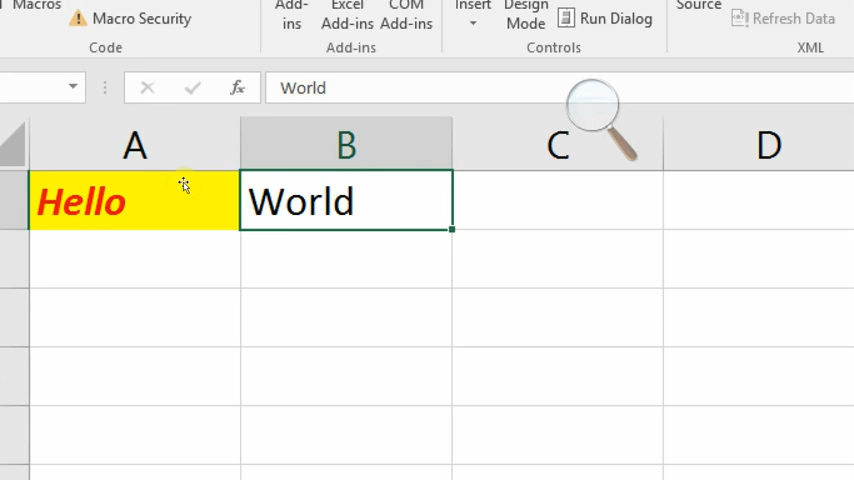 Macros
Macro Security
Code
Add-
ins
Excel
Add-ins
COM
Add-ins
Add-ins
Insert
Design
Mode
Run Dialog
Controls
Source
Refresh Data
XML
fx
World
A B C D
Hello World